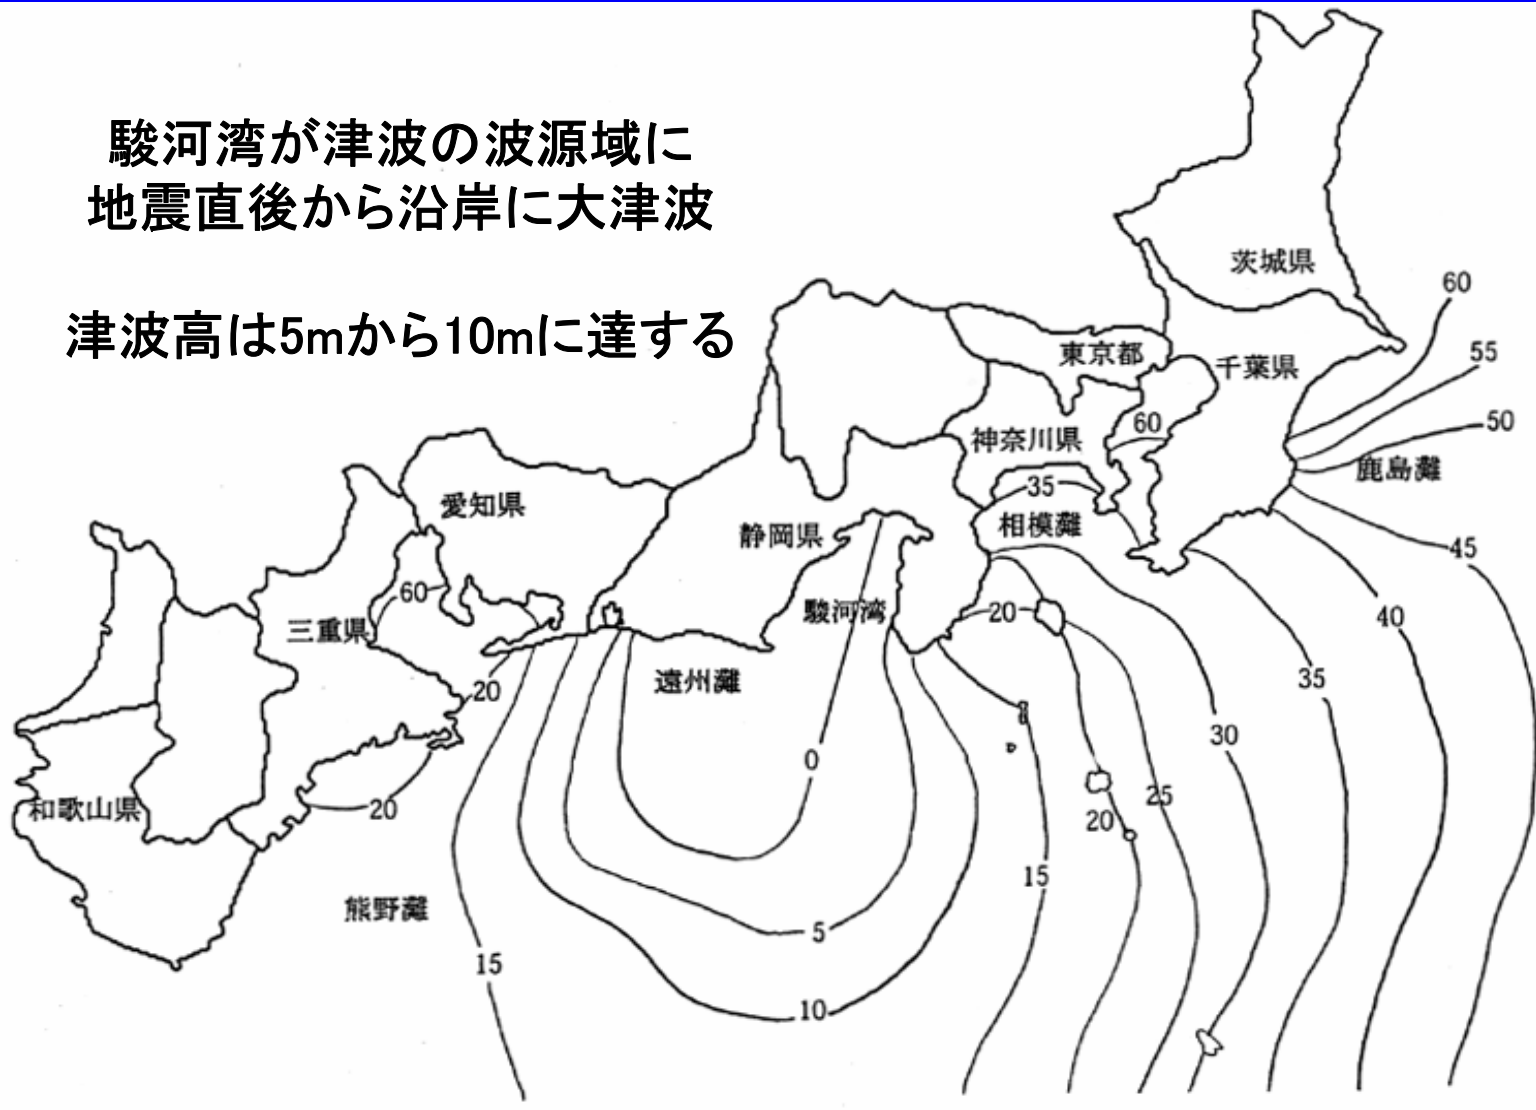 駿河湾が津波の波源域に
地震直後から沿岸に大津波
津波高は5mから10mに達する
茨城県
60
東京都
千葉県
55
60
50
神奈川県
鹿島灘
35
愛知県
静岡県
相模灘
45
60
三重県
駿河湾
20
40
20
遠州灘
35
30
0
20
和歌山県
25
20
15
熊野灘
5
15
10